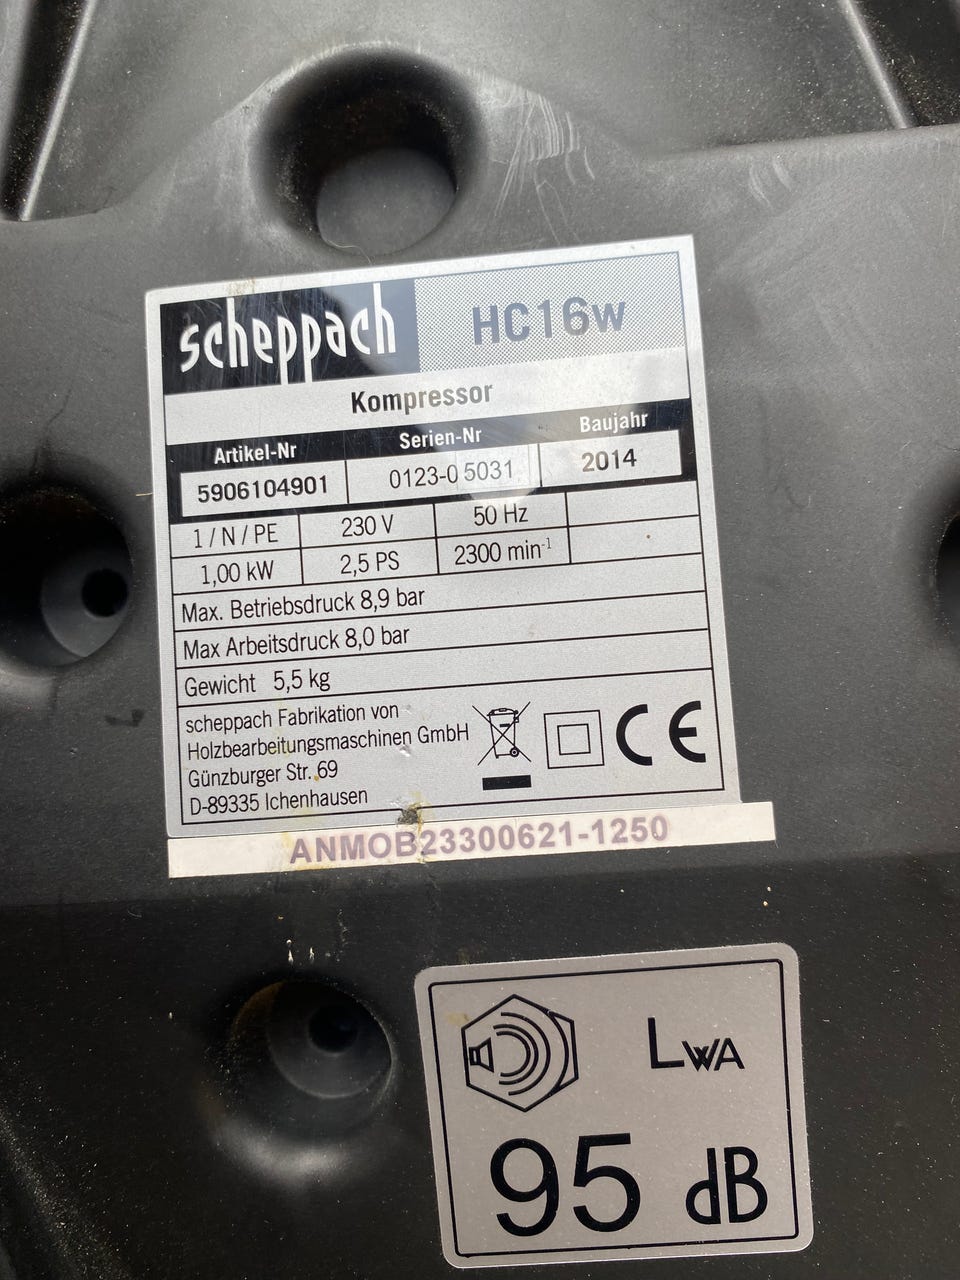 scheppach HC16w
Kompressor
Artikel-Nr Serien-Nr Baujahr
5906104901 0123-05031 2014
1/N/PE 230 V 50 Hz
1,00 kW 2,5 PS 2300 min⁻¹
Max. Betriebsdruck 8,9 bar
Max Arbeitsdruck 8,0 bar
Gewicht 5,5 kg
scheppach Fabrikation von
Holzbearbeitungsmaschinen GmbH
Günzburger Str. 69
D-89335 Ichenhausen
CE
ANMOB23300621-1250
LWA
95 dB